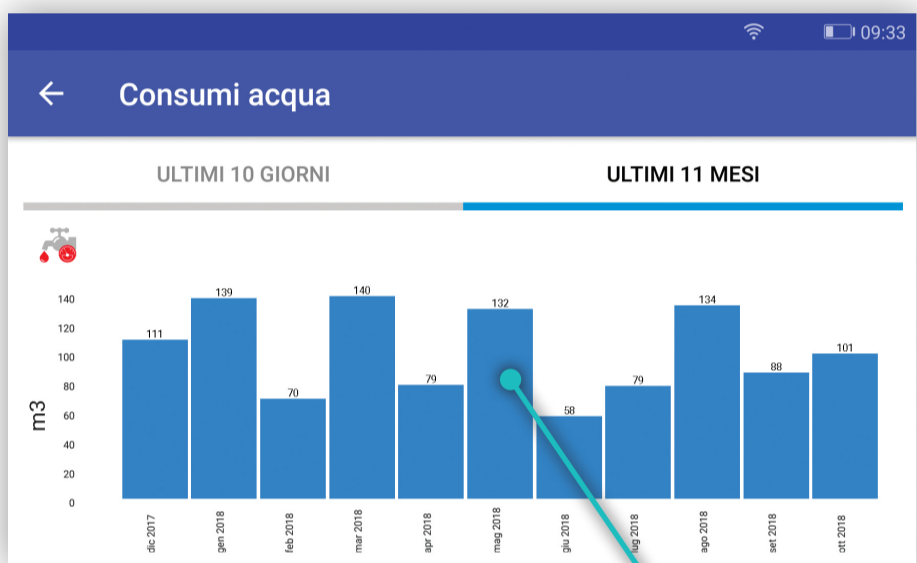 09:33
Consumi acqua
ULTIMI 10 GIORNI
ULTIMI 11 MESI
m3
140
120
100
80
60
40
20
0
111
139
70
140
79
132
58
79
134
88
101
dic 2017
gen 2018
feb 2018
mar 2018
apr 2018
mag 2018
giu 2018
lug 2018
ago 2018
set 2018
ott 2018